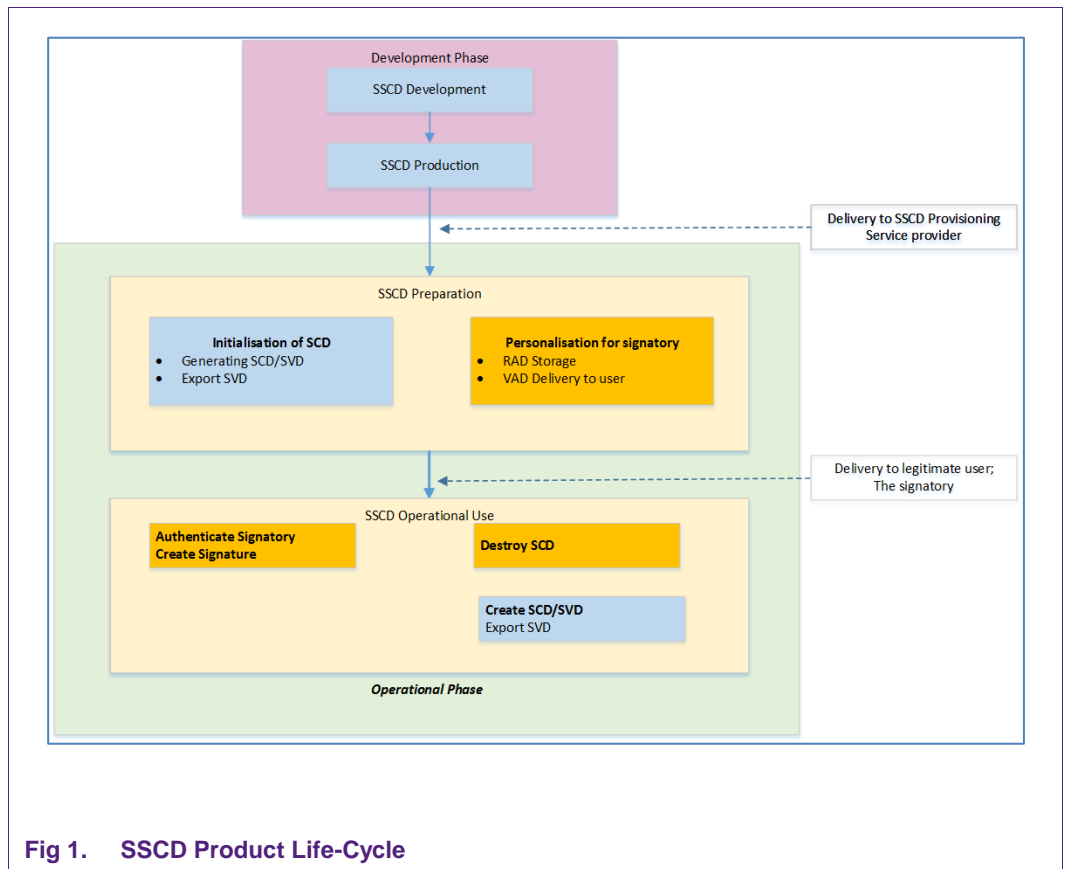 Development Phase
SSCD Development
SSCD Production
Delivery to SSCD Provisioning
Service provider
SSCD Preparation
Initialisation of SCD
• Generating SCD/SVD
• Export SVD
Personalisation for signatory
• RAD Storage
• VAD Delivery to user
Delivery to legitimate user;
The signatory
SSCD Operational Use
Authenticate Signatory
Create Signature
Destroy SCD
Create SCD/SVD
Export SVD
Operational Phase
Fig 1. SSCD Product Life-Cycle